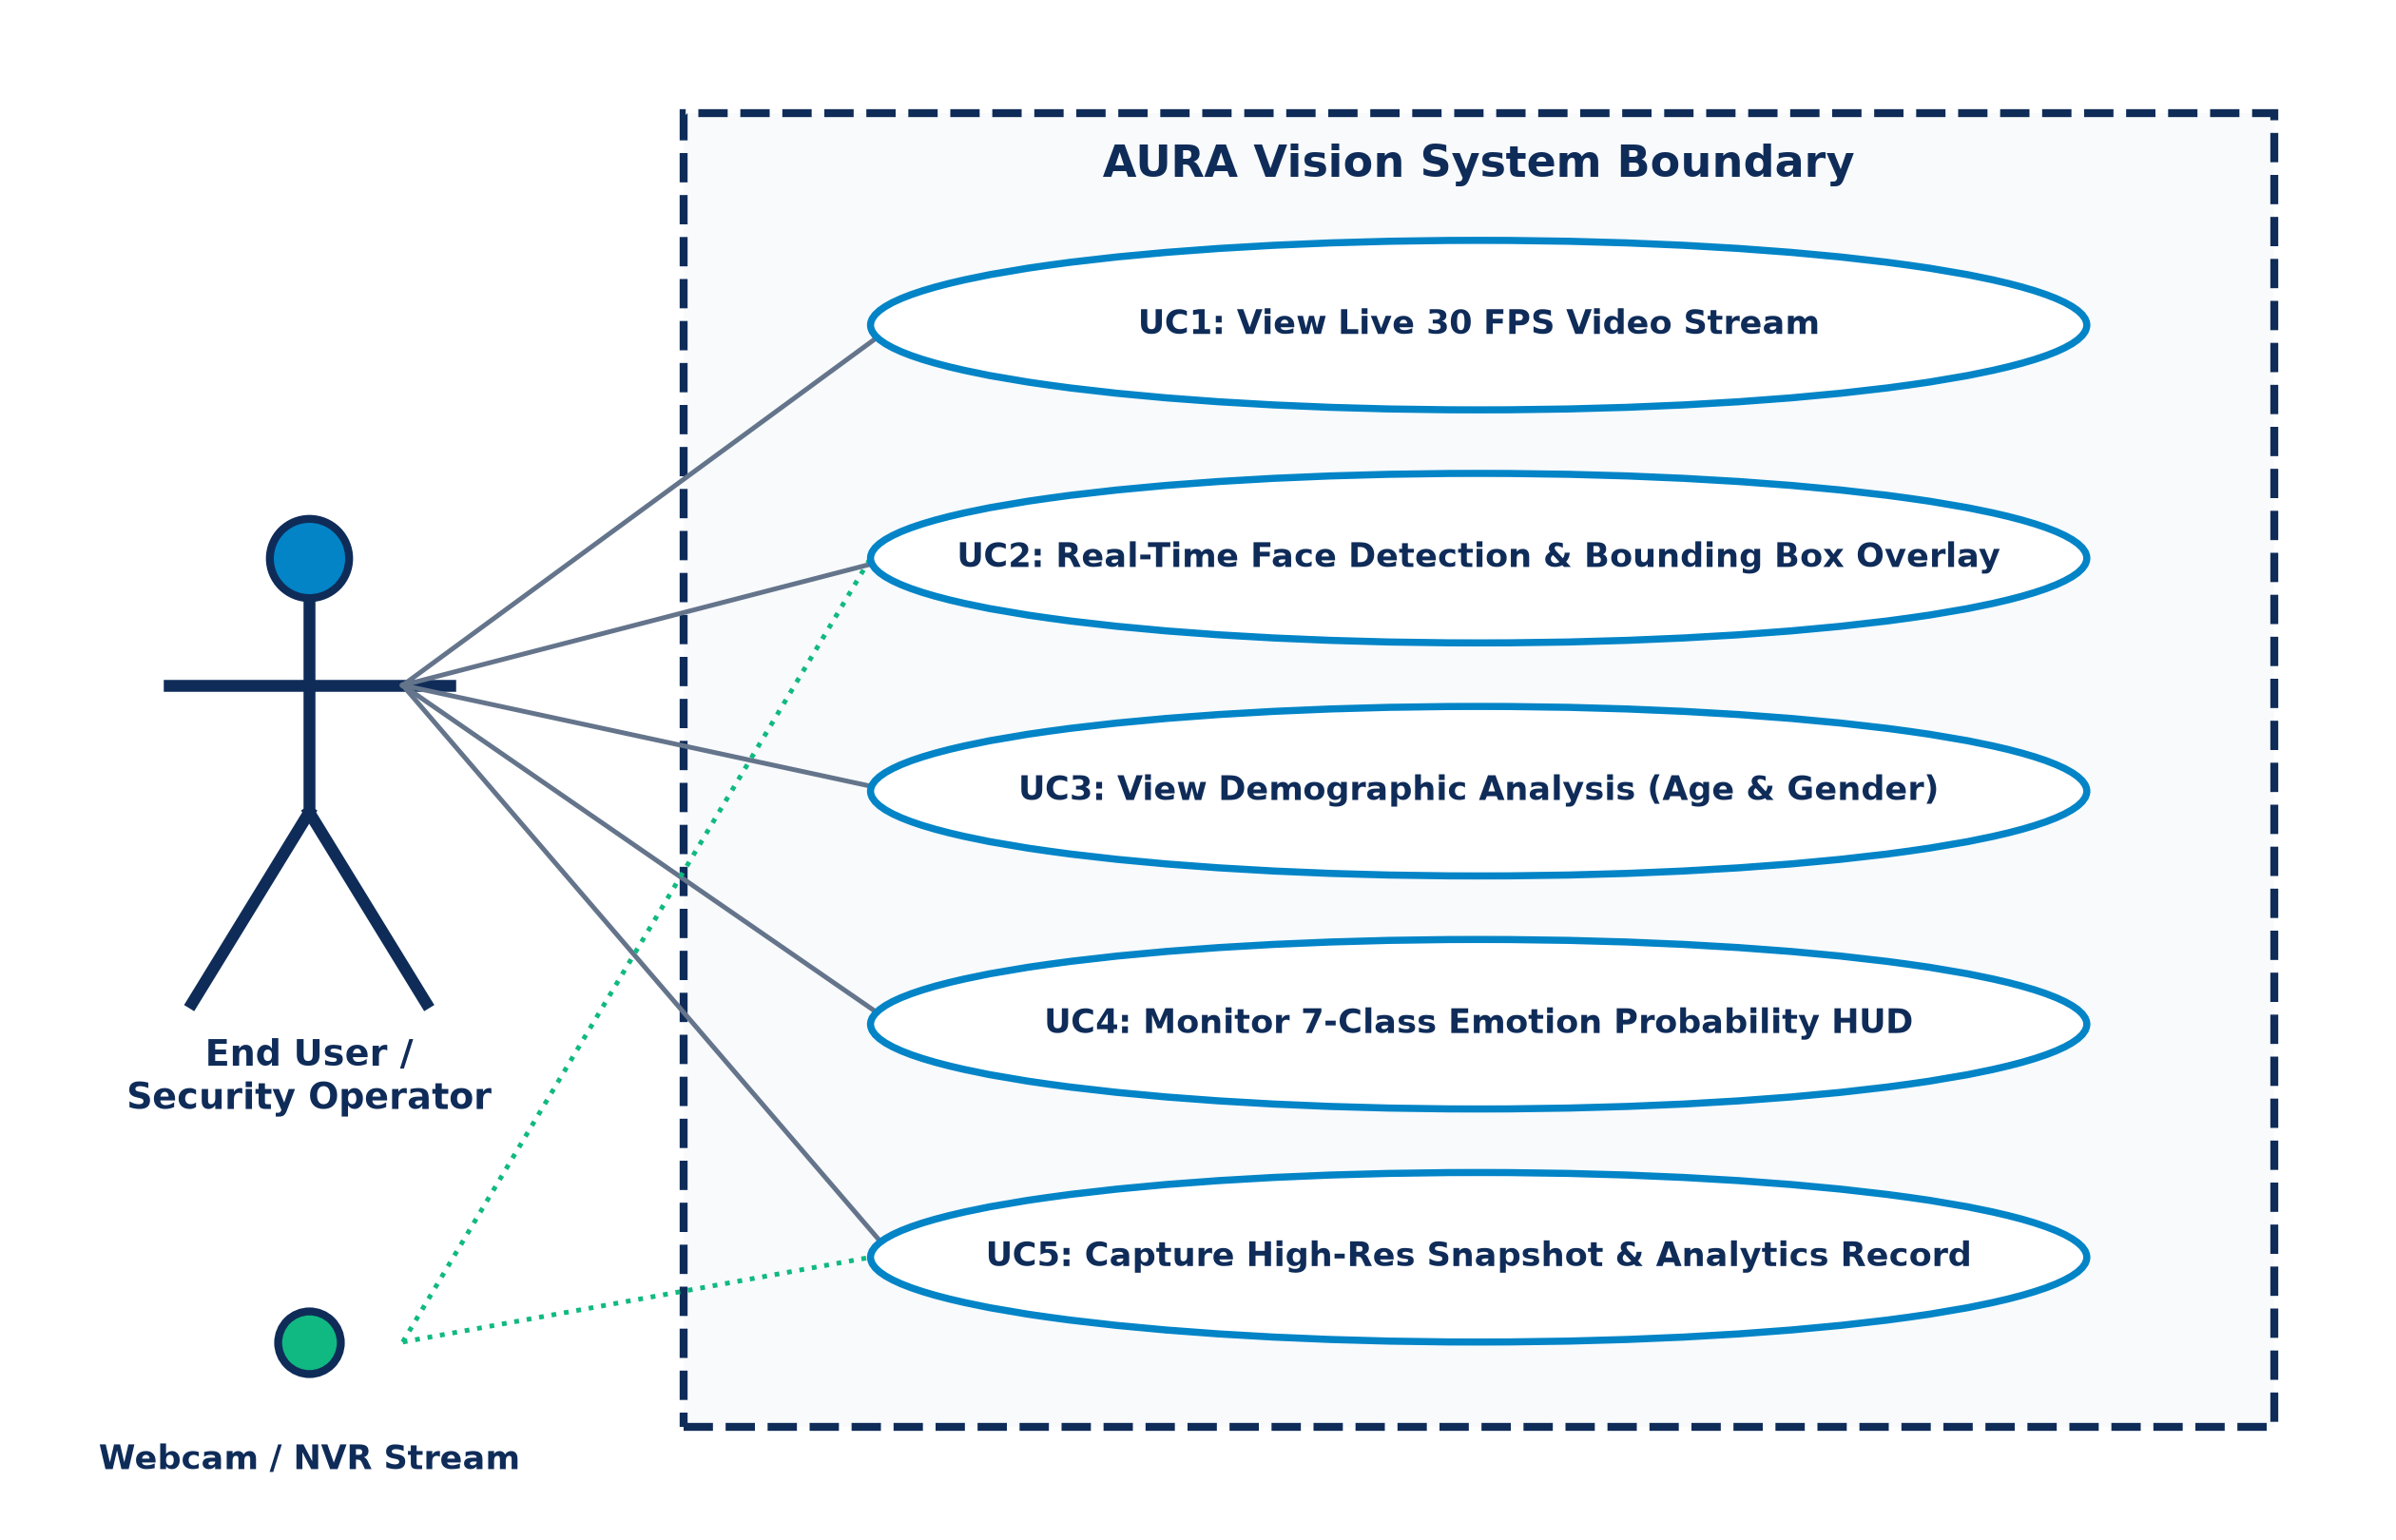 AURA Vision System Boundary
UC1: View Live 30 FPS Video Stream
UC2: Real-Time Face Detection & Bounding Box Overlay
UC3: View Demographic Analysis (Age & Gender)
UC4: Monitor 7-Class Emotion Probability HUD
End User /
Security Operator
UC5: Capture High-Res Snapshot & Analytics Record
Webcam / NVR Stream